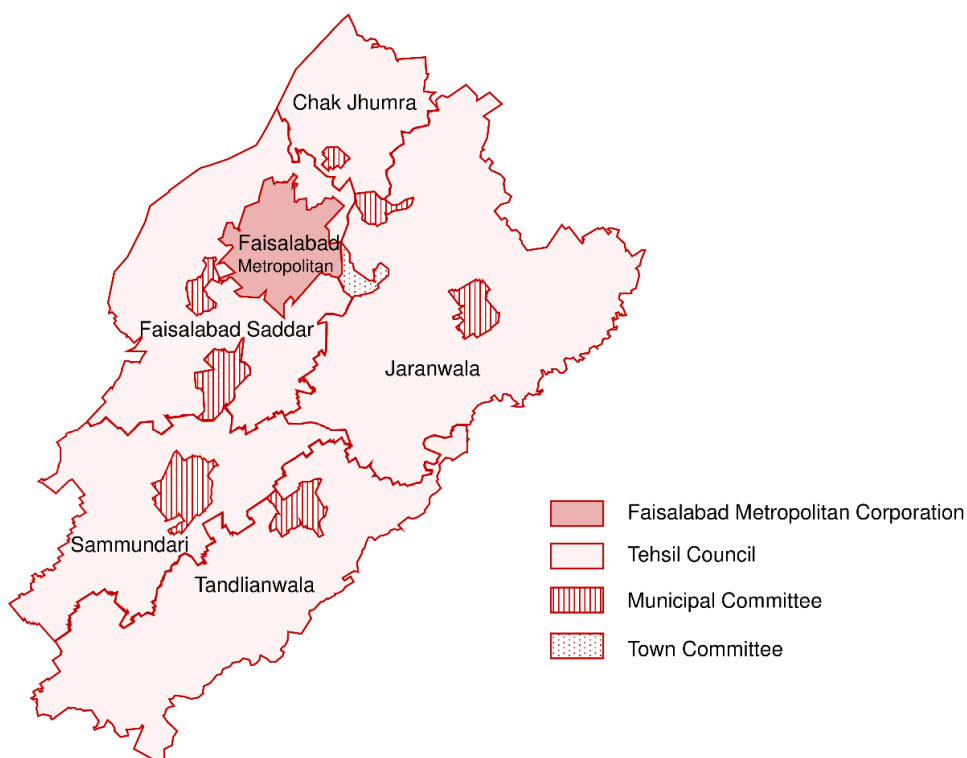 Chak Jhumra
Faisalabad
Metropolitan
Faisalabad Saddar
Jaranwala
Sammundari
Tandlianwala
Faisalabad Metropolitan Corporation
Tehsil Council
Municipal Committee
Town Committee